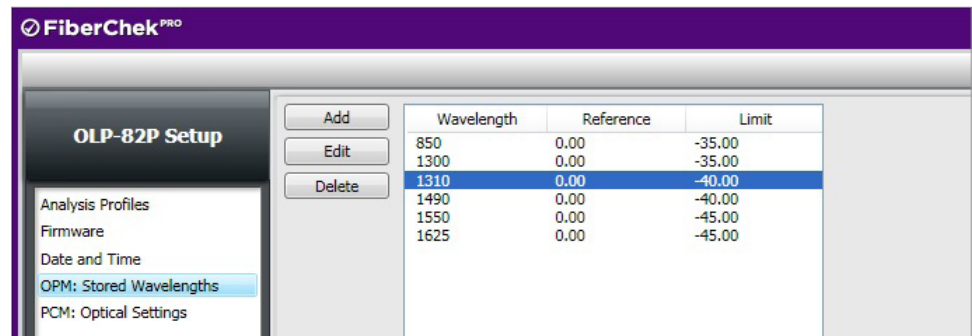 FiberChek PRO
OLP-82P Setup
Analysis Profiles
Firmware
Date and Time
OPM: Stored Wavelengths
PCM: Optical Settings
Add
Edit
Delete
Wavelength Reference Limit
850 0.00 -35.00
1300 0.00 -35.00
1310 0.00 -40.00
1490 0.00 -40.00
1550 0.00 -45.00
1625 0.00 -45.00